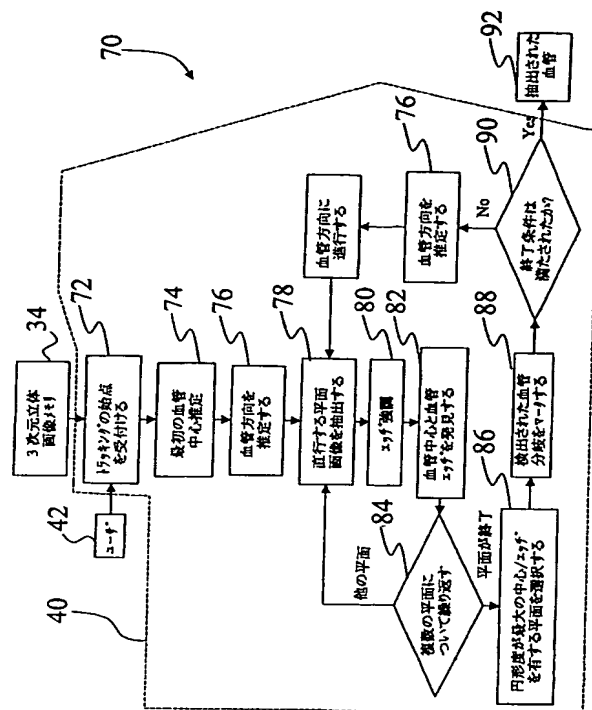 70
34
3次元立体
画像メモリ
72
トラッキングの始点
を受付ける
42
ユーザ
40
74
最初の血管
中心推定
76
血管方向を
推定する
78
直行する平面
画像を抽出する
80
エッヂ強調
82
血管中心と血管
エッヂを発見する
84
複数の平面に
ついて繰り返す
他の平面
平面が終了
86
円形度が最大の中心/エッヂ
を有する平面を選択する
88
検出された血管
分岐をマークする
90
終了条件は
満たされたか?
No
Yes
76
血管方向を
推定する
血管方向に
進行する
92
抽出された
血管